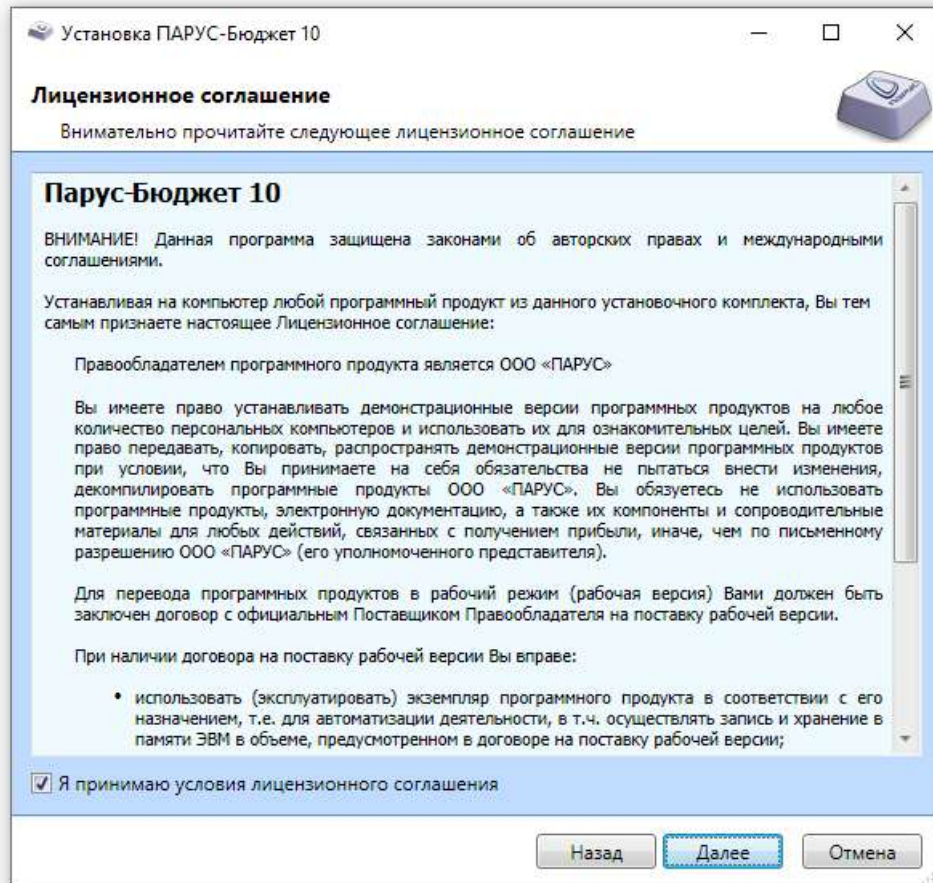 Установка ПАРУС-Бюджет 10
Лицензионное соглашение
Внимательно прочитайте следующее лицензионное соглашение
ПАРУС
Парус-Бюджет 10
ВНИМАНИЕ! Данная программа защищена законами об авторских правах и международными
соглашениями.
Устанавливая на компьютер любой программный продукт из данного установочного комплекта, Вы тем
самым признаете настоящее Лицензионное соглашение:
Правообладателем программного продукта является ООО «ПАРУС»
Вы имеете право устанавливать демонстрационные версии программных продуктов на любое
количество персональных компьютеров и использовать их для ознакомительных целей. Вы имеете
право передавать, копировать, распространять демонстрационные версии программных продуктов
при условии, что Вы принимаете на себя обязательства не пытаться внести изменения,
декомпилировать программные продукты ООО «ПАРУС». Вы обязуетесь не использовать
программные продукты, электронную документацию, а также их компоненты и сопроводительные
материалы для любых действий, связанных с получением прибыли, иначе, чем по письменному
разрешению ООО «ПАРУС» (его уполномоченного представителя).
Для перевода программных продуктов в рабочий режим (рабочая версия) Вами должен быть
заключен договор с официальным Поставщиком Правообладателя на поставку рабочей версии.
При наличии договора на поставку рабочей версии Вы вправе:
• использовать (эксплуатировать) экземпляр программного продукта в соответствии с его
назначением, т.е. для автоматизации деятельности, в т.ч. осуществлять запись и хранение в
памяти ЭВМ в объеме, предусмотренном в договоре на поставку рабочей версии;
Я принимаю условия лицензионного соглашения
Назад Далее Отмена